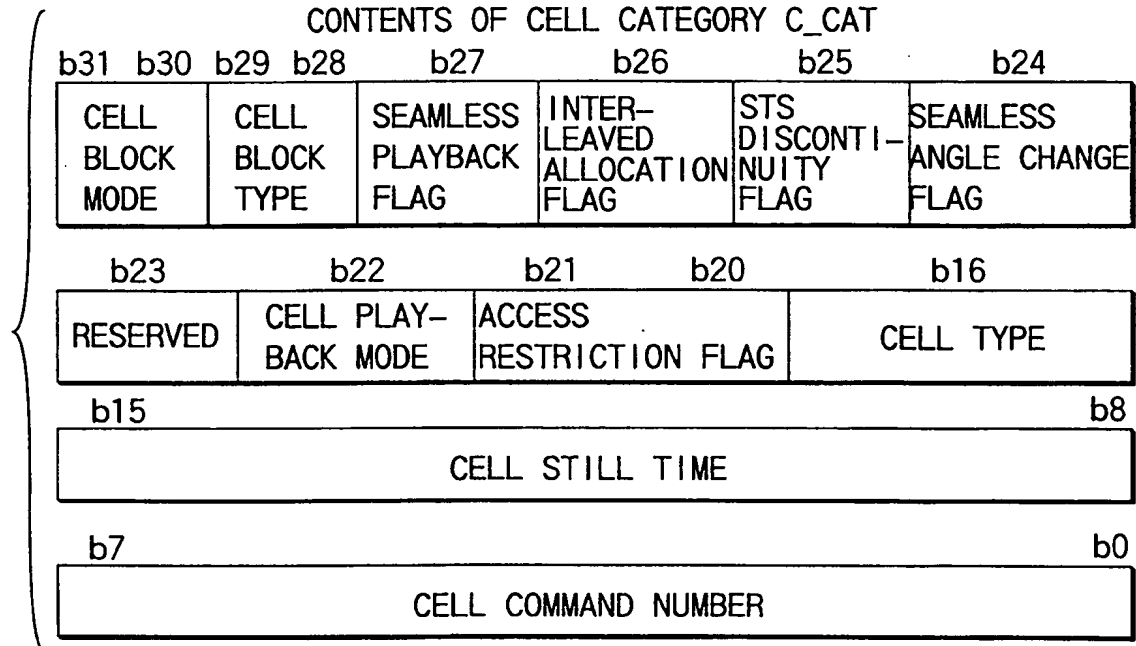 CONTENTS OF CELL CATEGORY C_CAT
b31 b30 b29 b28 b27 b26 b25 b24
CELL
BLOCK
MODE
CELL
BLOCK
TYPE
SEAMLESS
PLAYBACK
FLAG
INTER–
LEAVED
ALLOCATION
FLAG
STS
DISCONTI–
NUITY
FLAG
SEAMLESS
ANGLE CHANGE
FLAG
b23 b22 b21 b20 b16
RESERVED
CELL PLAY–
BACK MODE
ACCESS
RESTRICTION FLAG
CELL TYPE
b15 b8
CELL STILL TIME
b7 b0
CELL COMMAND NUMBER